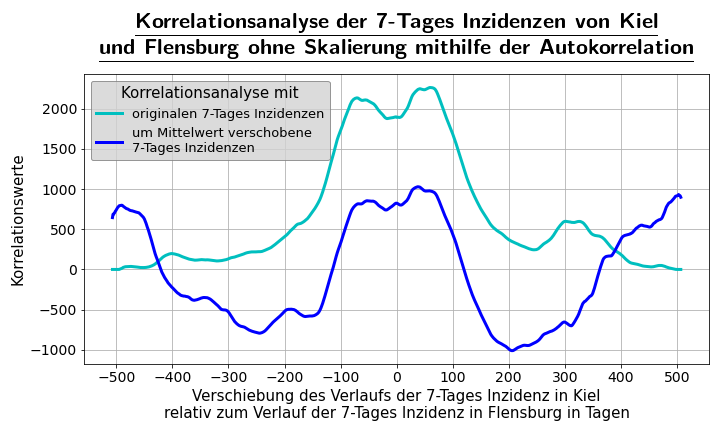 Korrelationsanalyse der 7-Tages Inzidenzen von Kiel
und Flensburg ohne Skalierung mithilfe der Autokorrelation
Korrelationsanalyse mit
originalen 7-Tages Inzidenzen
um Mittelwert verschobene
7-Tages Inzidenzen
Korrelationswerte
2000
1500
1000
500
0
−500
−1000
−500 −400 −300 −200 −100 0 100 200 300 400 500
Verschiebung des Verlaufs der 7-Tages Inzidenz in Kiel
relativ zum Verlauf der 7-Tages Inzidenz in Flensburg in Tagen